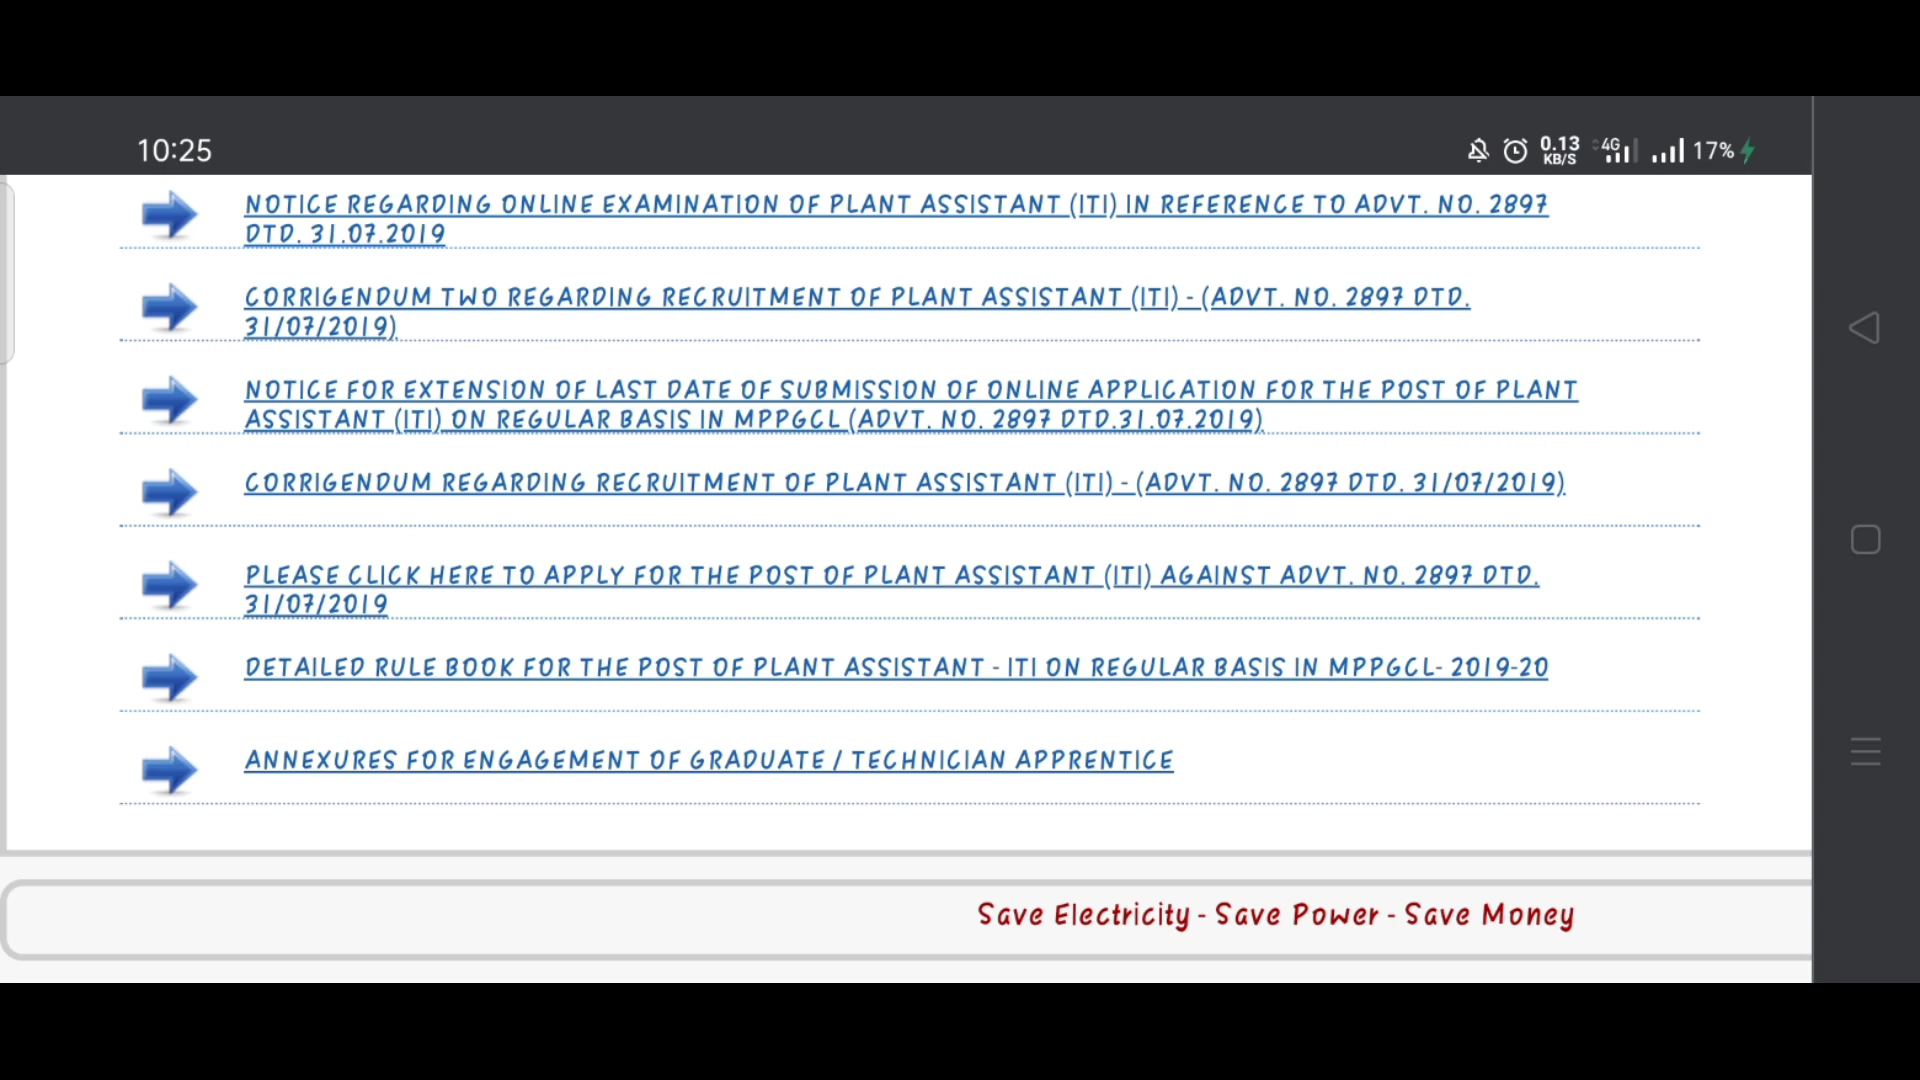 10:25
0.13 KB/S 4G 17%
NOTICE REGARDING ONLINE EXAMINATION OF PLANT ASSISTANT (ITI) IN REFERENCE TO ADVT. NO. 2897
DTD. 31.07.2019
CORRIGENDUM TWO REGARDING RECRUITMENT OF PLANT ASSISTANT (ITI) - (ADVT. NO. 2897 DTD.
31/07/2019)
NOTICE FOR EXTENSION OF LAST DATE OF SUBMISSION OF ONLINE APPLICATION FOR THE POST OF PLANT
ASSISTANT (ITI) ON REGULAR BASIS IN MPPGCL (ADVT. NO. 2897 DTD.31.07.2019)
CORRIGENDUM REGARDING RECRUITMENT OF PLANT ASSISTANT (ITI) - (ADVT. NO. 2897 DTD. 31/07/2019)
PLEASE CLICK HERE TO APPLY FOR THE POST OF PLANT ASSISTANT (ITI) AGAINST ADVT. NO. 2897 DTD.
31/07/2019
DETAILED RULE BOOK FOR THE POST OF PLANT ASSISTANT - ITI ON REGULAR BASIS IN MPPGCL- 2019-20
ANNEXURES FOR ENGAGEMENT OF GRADUATE / TECHNICIAN APPRENTICE
Save Electricity - Save Power - Save Money